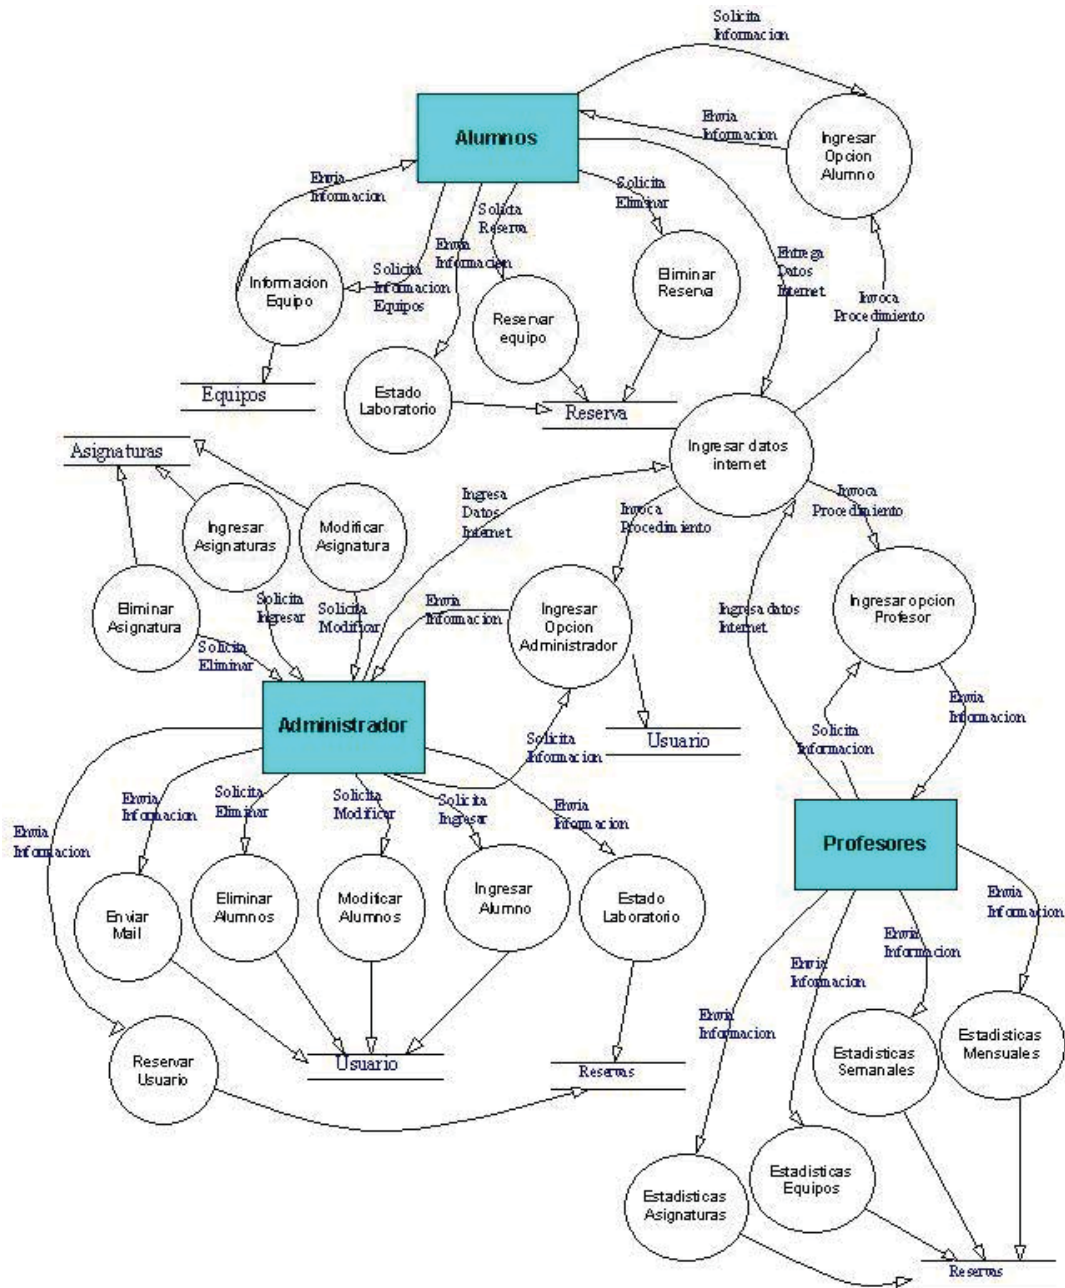 Solicita
Informacion
Alumnos
Envia
Informacion
Ingresar
Opcion
Alumno
Envia
Informacion
Solicita
Reserva
Solicita
Eliminar
Envia
Informacion
Solicita
Informacion
Equipos
Entrega
Datos
Internet
Invoca
Procedimiento
Informacion
Equipo
Eliminar
Reserva
Reservar
equipo
Estado
Laboratorio
Equipos
Reserva
Ingresar datos
internet
Asignaturas
Ingresar
Asignaturas
Modificar
Asignatura
Ingresa
Datos
Internet
Invoca
Procedimiento
Invoca
Procedimiento
Eliminar
Asignatura
Solicita
Ingresar
Solicita
Modificar
Envia
Informacion
Ingresar
Opcion
Administrador
Ingresa datos
Internet
Ingresar opcion
Profesor
Solicita
Eliminar
Administrador
Solicita
Informacion
Usuario
Solicita
Informacion
Envia
Informacion
Envia
Informacion
Envia
Informacion
Solicita
Eliminar
Solicita
Modificar
Solicita
Ingresar
Envia
Informacion
Profesores
Enviar
Mail
Eliminar
Alumnos
Modificar
Alumnos
Ingresar
Alumno
Estado
Laboratorio
Envia
Informacion
Envia
Informacion
Envia
Informacion
Envia
Informacion
Reservar
Usuario
Usuario
Reservas
Estadisticas
Semanales
Estadisticas
Mensuales
Estadisticas
Asignaturas
Estadisticas
Equipos
Reservas